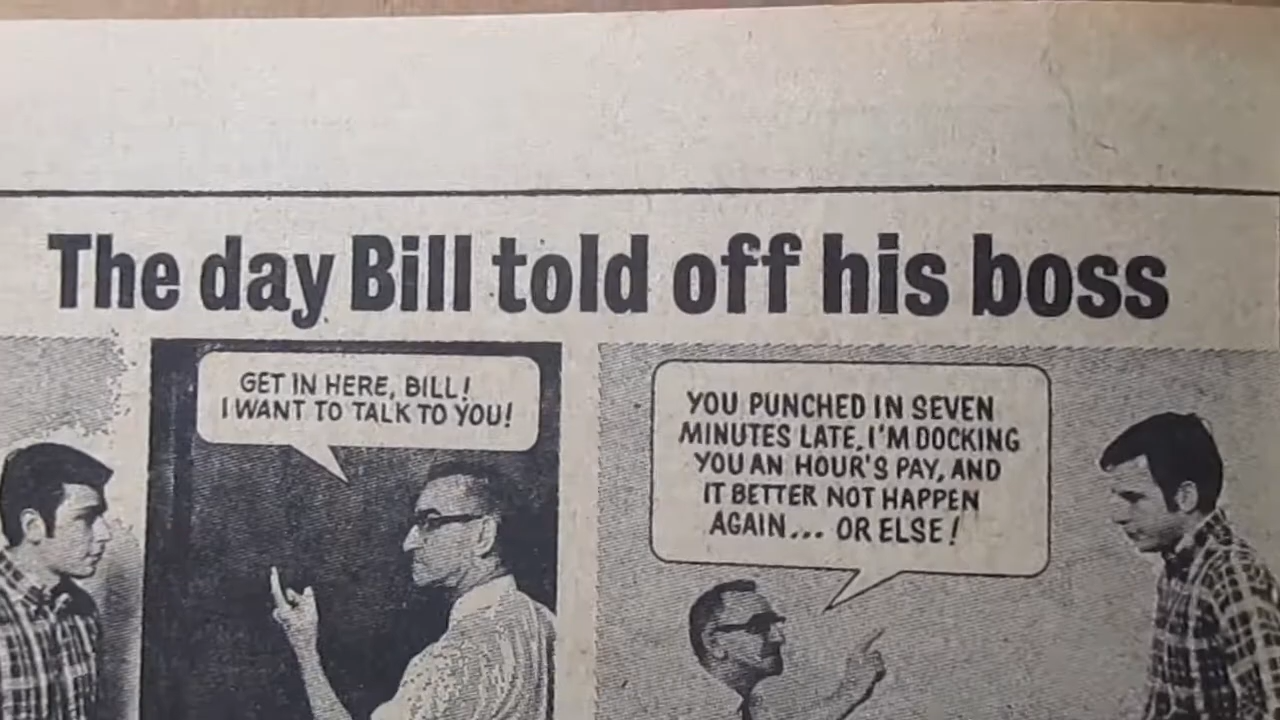 The day Bill told off his boss
GET IN HERE, BILL!
I WANT TO TALK TO YOU!
YOU PUNCHED IN SEVEN
MINUTES LATE, I'M DOCKING
YOU AN HOUR'S PAY, AND
IT BETTER NOT HAPPEN
AGAIN... OR ELSE!